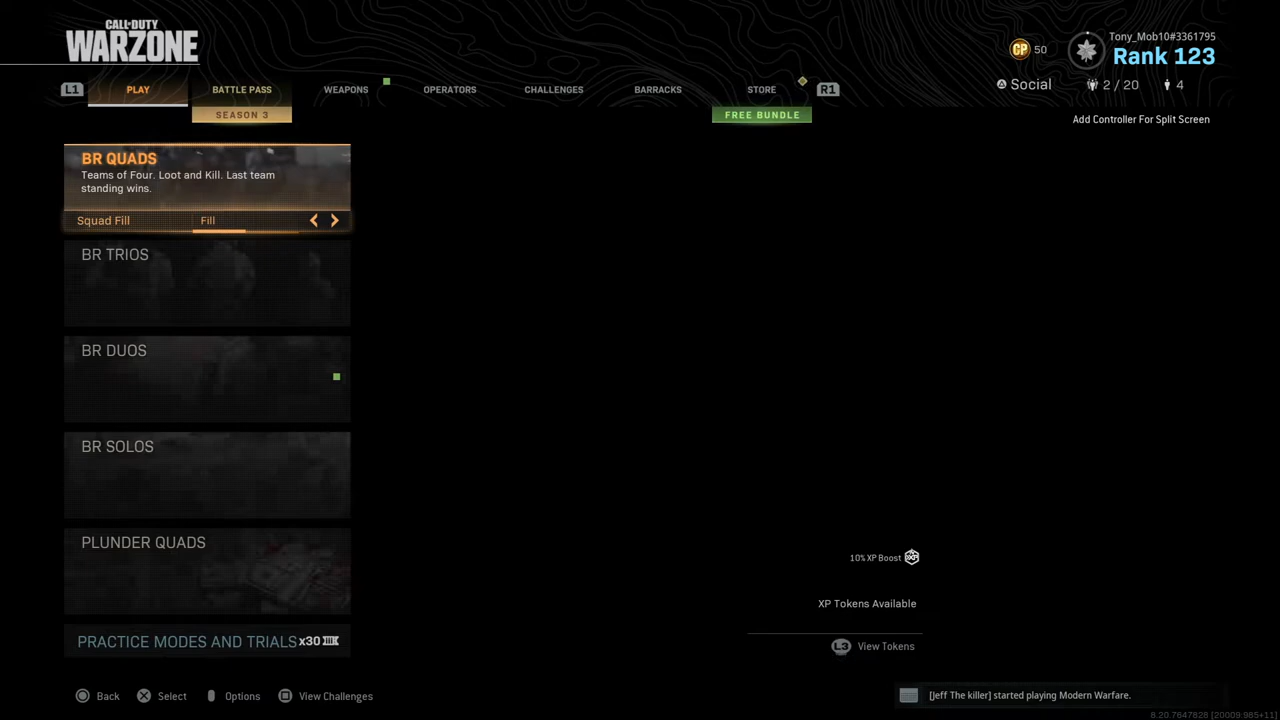 CALL OF DUTY
WARZONE
CP 50
Tony_Mob10#3361795
Rank 123
Social
2 / 20
4
Add Controller For Split Screen
L1
PLAY
BATTLE PASS
WEAPONS
OPERATORS
CHALLENGES
BARRACKS
STORE
R1
SEASON 3
FREE BUNDLE
BR QUADS
Teams of Four. Loot and Kill. Last team
standing wins.
Squad Fill
Fill
BR TRIOS
BR DUOS
BR SOLOS
PLUNDER QUADS
PRACTICE MODES AND TRIALS x30
10% XP Boost
XP Tokens Available
L3 View Tokens
Back
Select
Options
View Challenges
[Jeff The killer] started playing Modern Warfare.